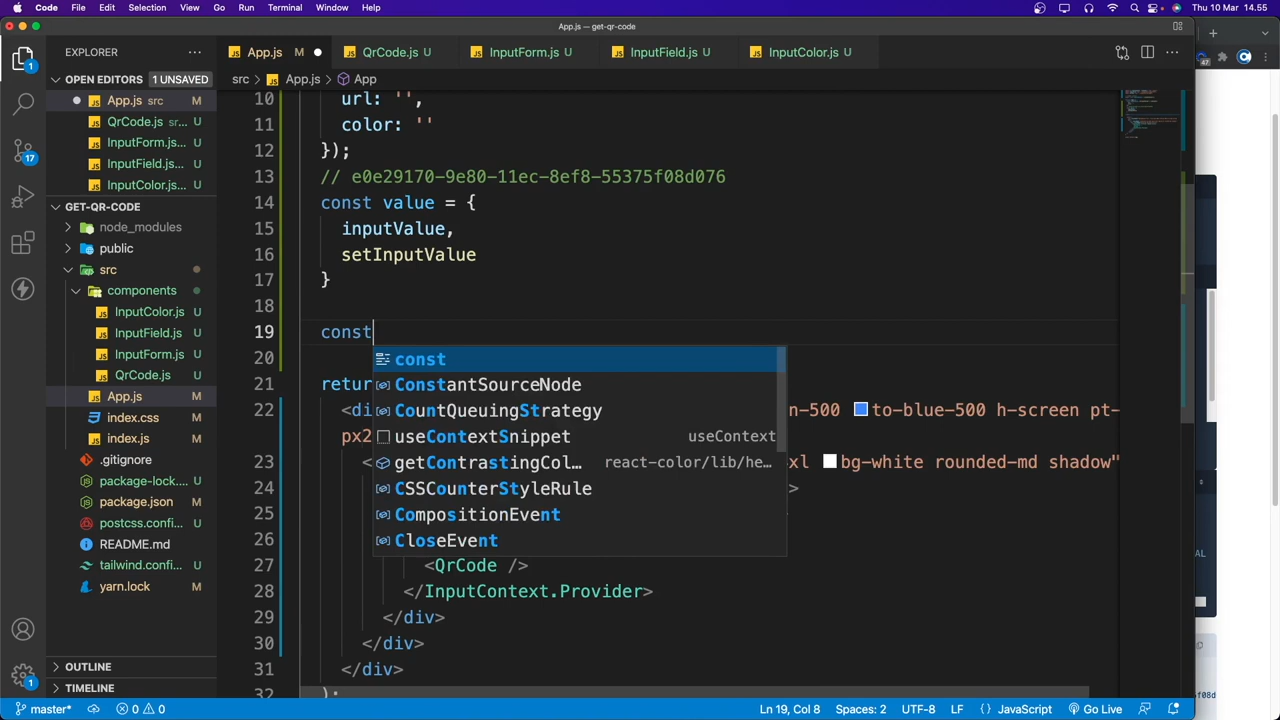 Code File Edit Selection View Go Run Terminal Window Help Thu 10 Mar 14.55
App.js — get-qr-code
EXPLORER
App.js M
QrCode.js U
InputForm.js U
InputField.js U
InputColor.js U
src > App.js > App
OPEN EDITORS 1 UNSAVED
App.js src M
QrCode.js sr... U
InputForm.js... U
InputField.js... U
InputColor.js... U
GET-QR-CODE
node_modules
public
src
components
InputColor.js U
InputField.js U
InputForm.js U
QrCode.js U
App.js M
index.css M
index.js M
.gitignore
package-lock.... M
package.json M
postcss.confi... U
README.md M
tailwind.confi... U
yarn.lock M
OUTLINE
TIMELINE
1
17
1
10 url: '',
11 color: ''
12 });
13 // e0e29170-9e80-11ec-8ef8-55375f08d076
14 const value = {
15 inputValue,
16 setInputValue
17 }
18
19 const
20
21 retur
22 <di n-500 to-blue-500 h-screen pt-
px2
23 < xl bg-white rounded-md shadow"
24 >
25
26
27 <QrCode />
28 </InputContext.Provider>
29 </div>
30 </div>
31 </div>
32 );
const
ConstantSourceNode
CountQueuingStrategy
useContextSnippet useContext
getContrastingCol... react-color/lib/he...
CSSCounterStyleRule
CompositionEvent
CloseEvent
47
AL
f08d
master* 0 0 Ln 19, Col 8 Spaces: 2 UTF-8 LF {} JavaScript Go Live